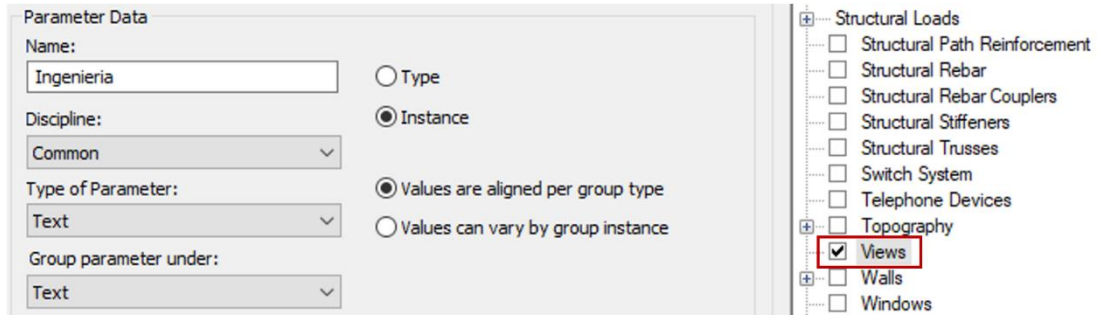 Parameter Data
Name:
Ingenieria
Type
Discipline:
Instance
Common
Type of Parameter:
Values are aligned per group type
Text
Values can vary by group instance
Group parameter under:
Text
Structural Loads
Structural Path Reinforcement
Structural Rebar
Structural Rebar Couplers
Structural Stiffeners
Structural Trusses
Switch System
Telephone Devices
Topography
Views
Walls
Windows